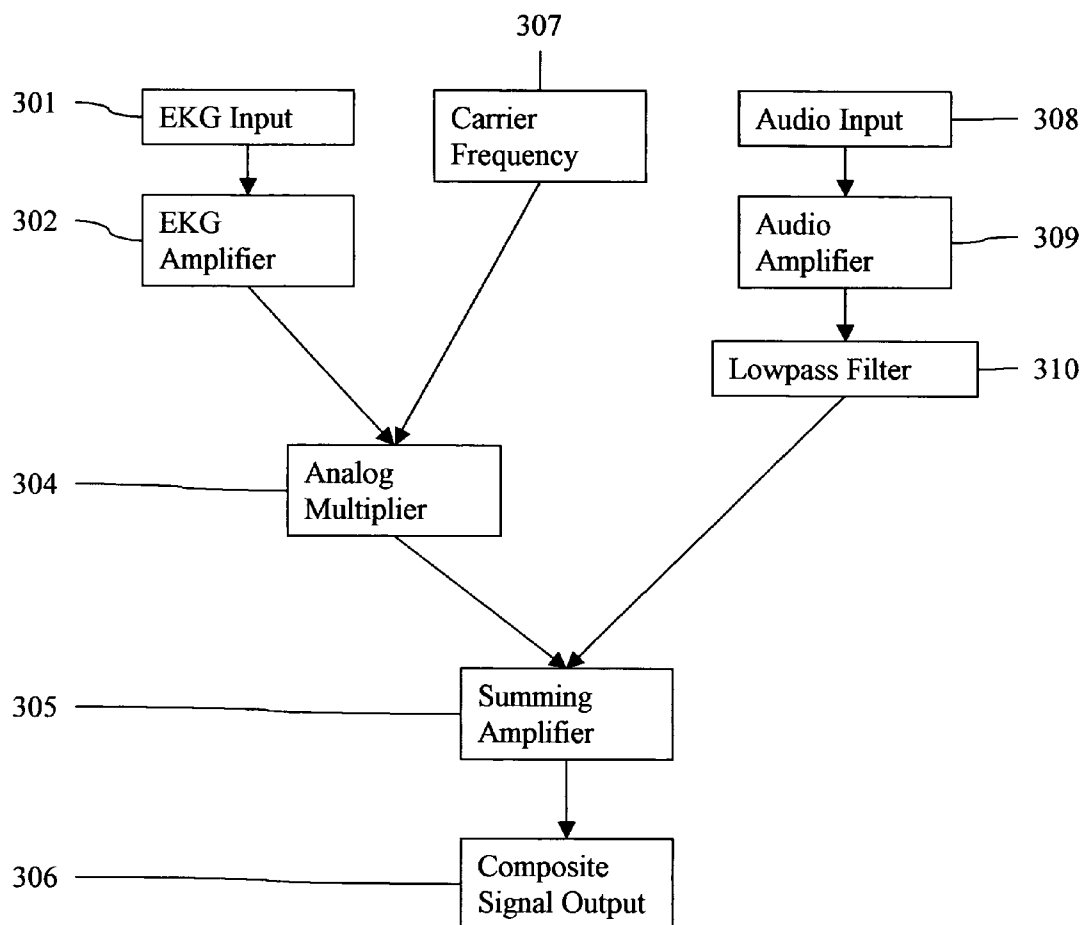 307
301
EKG Input
Carrier
Frequency
Audio Input
308
302
EKG
Amplifier
Audio
Amplifier
309
Lowpass Filter
310
304
Analog
Multiplier
305
Summing
Amplifier
306
Composite
Signal Output